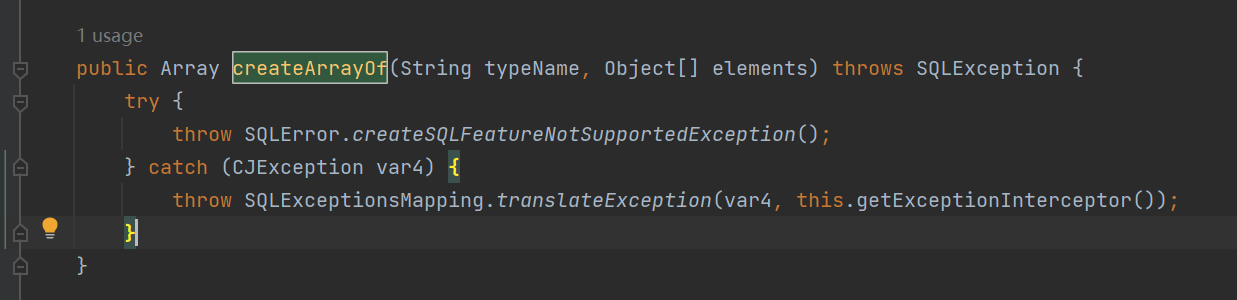 1 usage
public Array createArrayOf(String typeName, Object[] elements) throws SQLException {
try {
throw SQLError.createSQLFeatureNotSupportedException();
} catch (CJException var4) {
throw SQLExceptionsMapping.translateException(var4, this.getExceptionInterceptor());
}
}